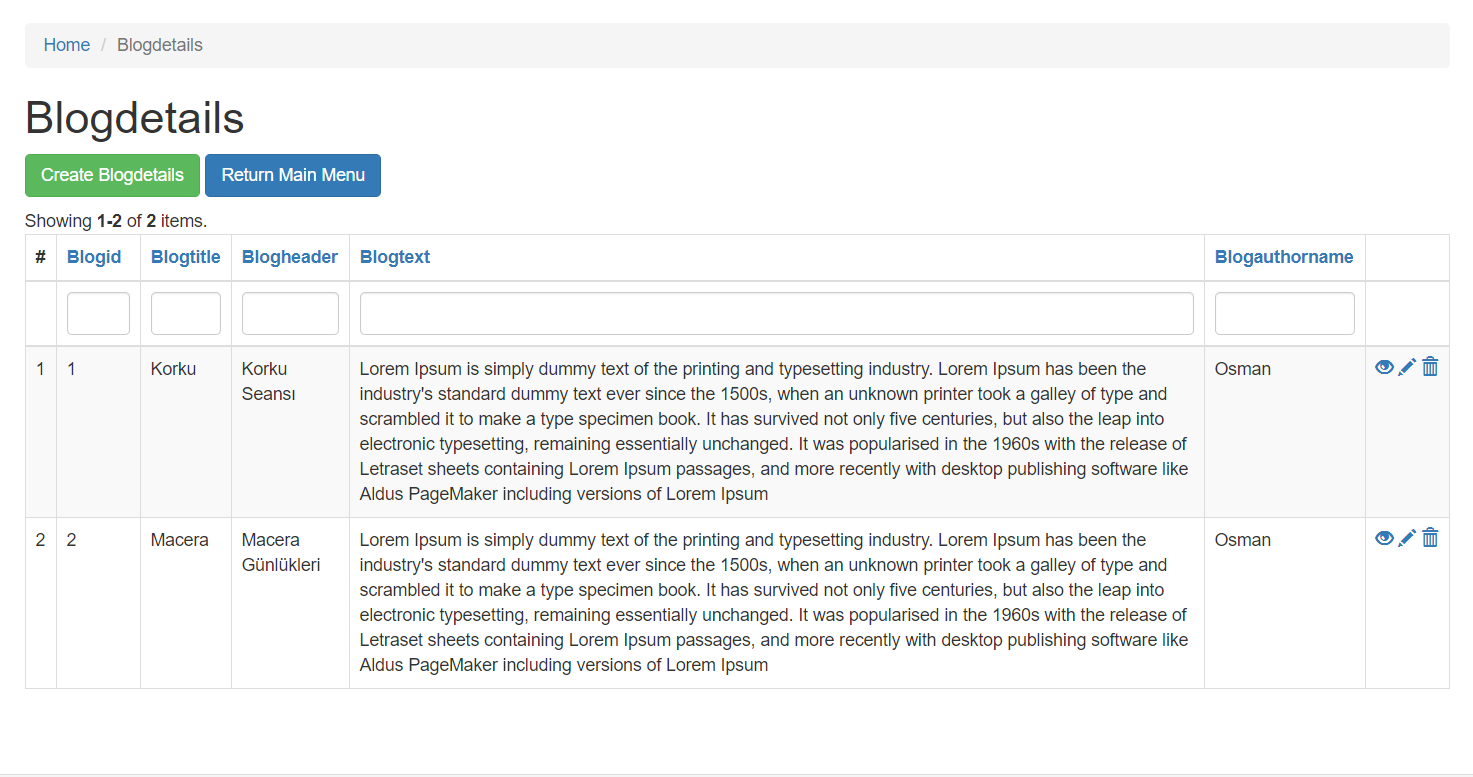 Home / Blogdetails
Blogdetails
Create Blogdetails Return Main Menu
Showing 1-2 of 2 items.
# Blogid Blogtitle Blogheader Blogtext Blogauthorname
1 1 Korku Korku Lorem Ipsum is simply dummy text of the printing and typesetting industry. Lorem Ipsum has been the Osman
Seansı industry's standard dummy text ever since the 1500s, when an unknown printer took a galley of type and
scrambled it to make a type specimen book. It has survived not only five centuries, but also the leap into
electronic typesetting, remaining essentially unchanged. It was popularised in the 1960s with the release of
Letraset sheets containing Lorem Ipsum passages, and more recently with desktop publishing software like
Aldus PageMaker including versions of Lorem Ipsum
2 2 Macera Macera Lorem Ipsum is simply dummy text of the printing and typesetting industry. Lorem Ipsum has been the Osman
Günlükleri industry's standard dummy text ever since the 1500s, when an unknown printer took a galley of type and
scrambled it to make a type specimen book. It has survived not only five centuries, but also the leap into
electronic typesetting, remaining essentially unchanged. It was popularised in the 1960s with the release of
Letraset sheets containing Lorem Ipsum passages, and more recently with desktop publishing software like
Aldus PageMaker including versions of Lorem Ipsum